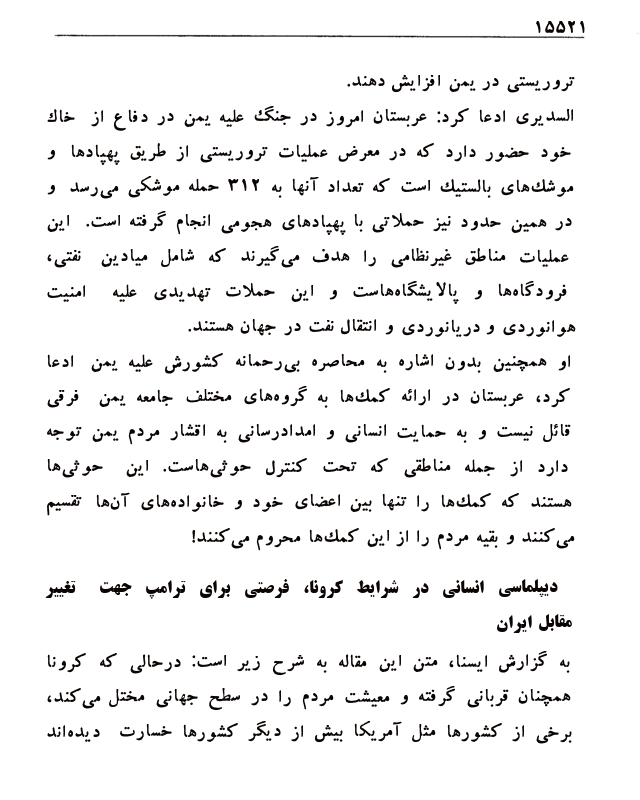 ۱۵۵۲۱
تروریستی در یمن افزایش دهند.
السدیری ادعا کرد: عربستان امروز در جنگ علیه یمن در دفاع از خاك
خود حضور دارد که در معرض عملیات تروریستی از طریق پهپادها و
موشك‌های بالستیك است که تعداد آنها به ۳۱۲ حمله موشکی می‌رسد و
در همین حدود نیز حملاتی با پهپادهای هجومی انجام گرفته است. این
عملیات مناطق غیرنظامی را هدف می‌گیرند که شامل میادین نفتی،
فرودگاه‌ها و پالایشگاه‌هاست و این حملات تهدیدی علیه امنیت
هوانوردی و دریانوردی و انتقال نفت در جهان هستند.
او همچنین بدون اشاره به محاصره بی‌رحمانه کشورش علیه یمن ادعا
کرد، عربستان در ارائه کمك‌ها به گروه‌های مختلف جامعه یمن فرقی
قائل نیست و به حمایت انسانی و امدادرسانی به اقشار مردم یمن توجه
دارد از جمله مناطقی که تحت کنترل حوثی‌هاست. این حوثی‌ها
هستند که کمك‌ها را تنها بین اعضای خود و خانواده‌های آن‌ها تقسیم
می‌کنند و بقیه مردم را از این کمك‌ها محروم می‌کنند!
دیپلماسی انسانی در شرایط کرونا، فرصتی برای ترامپ جهت تغییر
مقابل ایران
به گزارش ایسنا، متن این مقاله به شرح زیر است: درحالی که کرونا
همچنان قربانی گرفته و معیشت مردم را در سطح جهانی مختل می‌کند،
برخی از کشورها مثل آمریکا بیش از دیگر کشورها خسارت دیده‌اند